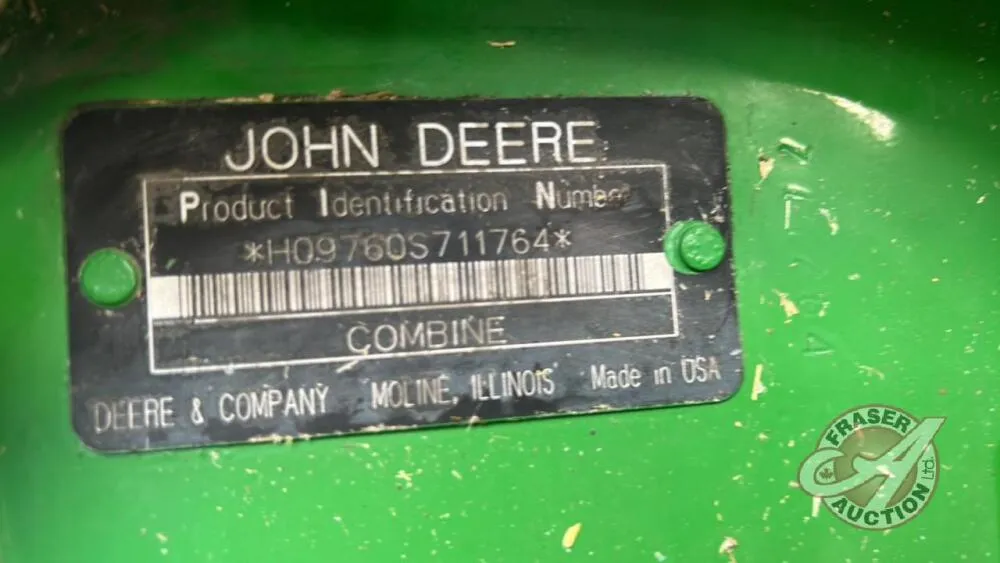 JOHN DEERE
Product Identification Number
*H09760S711764*
COMBINE
DEERE & COMPANY MOLINE, ILLINOIS Made in USA
FRASER
AUCTION Ltd.